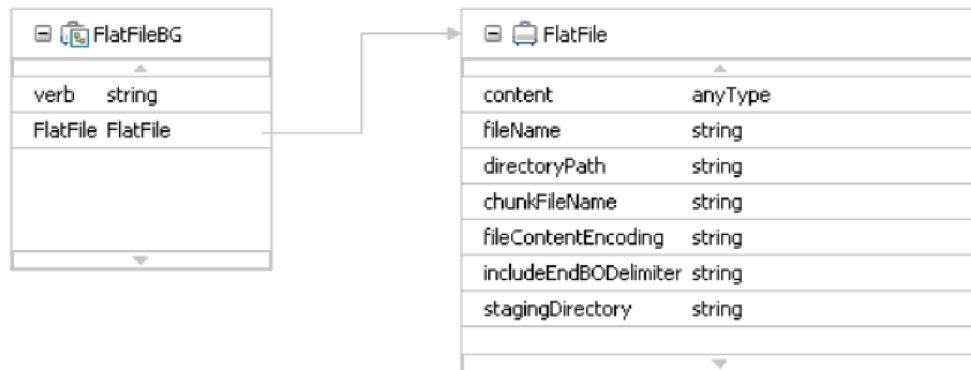 FlatFileBG
verb string
FlatFile FlatFile
FlatFile
content anyType
fileName string
directoryPath string
chunkFileName string
fileContentEncoding string
includeEndBODelimiter string
stagingDirectory string